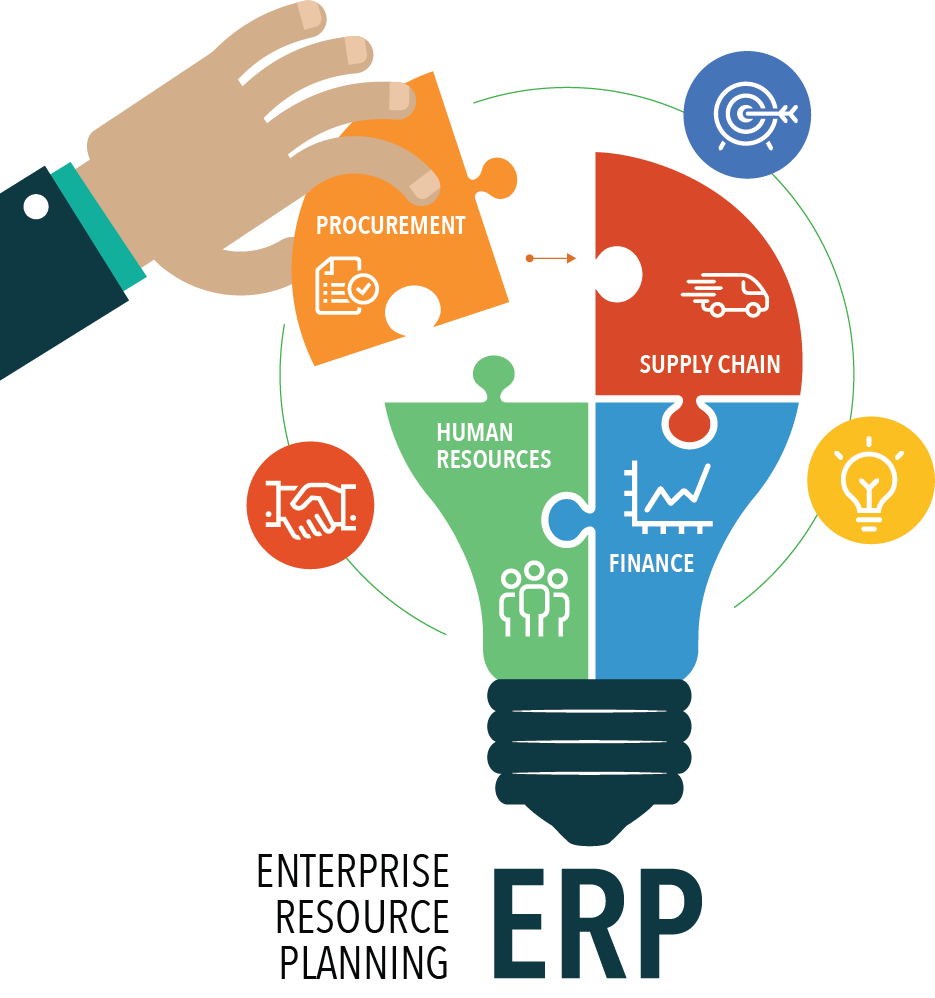 PROCUREMENT
SUPPLY CHAIN
HUMAN
RESOURCES
FINANCE
ENTERPRISE
RESOURCE
PLANNING
ERP